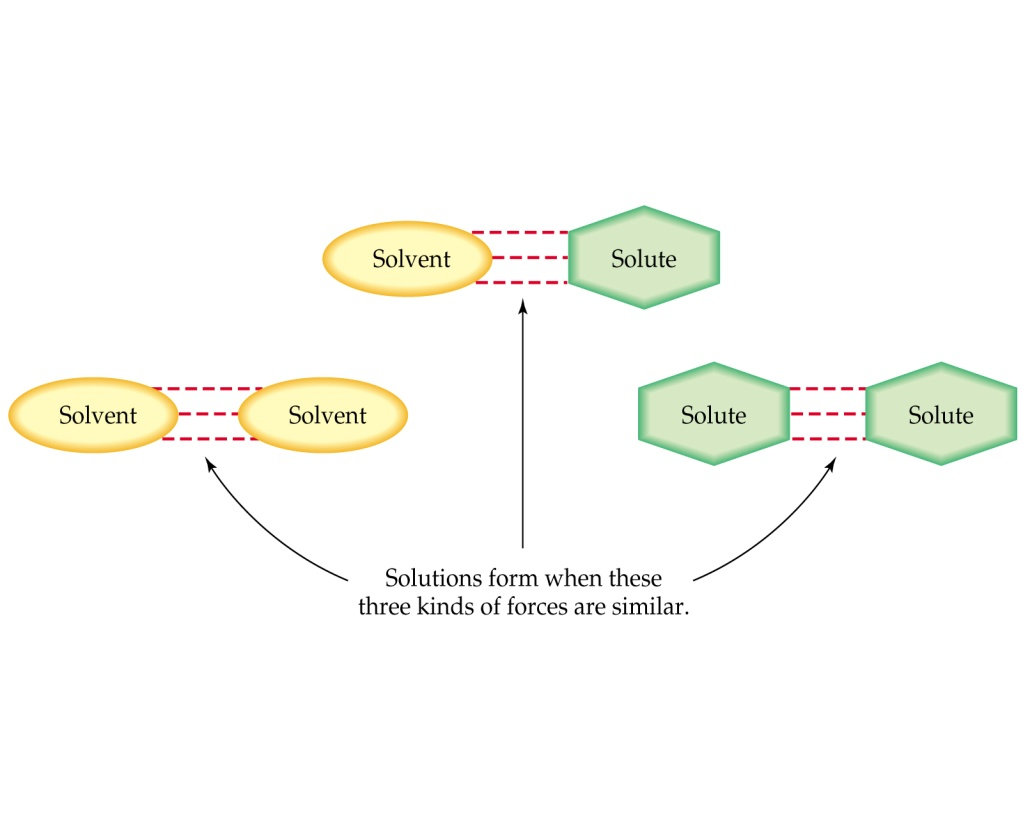 Solvent Solute
Solvent Solvent Solute Solute
Solutions form when these
three kinds of forces are similar.